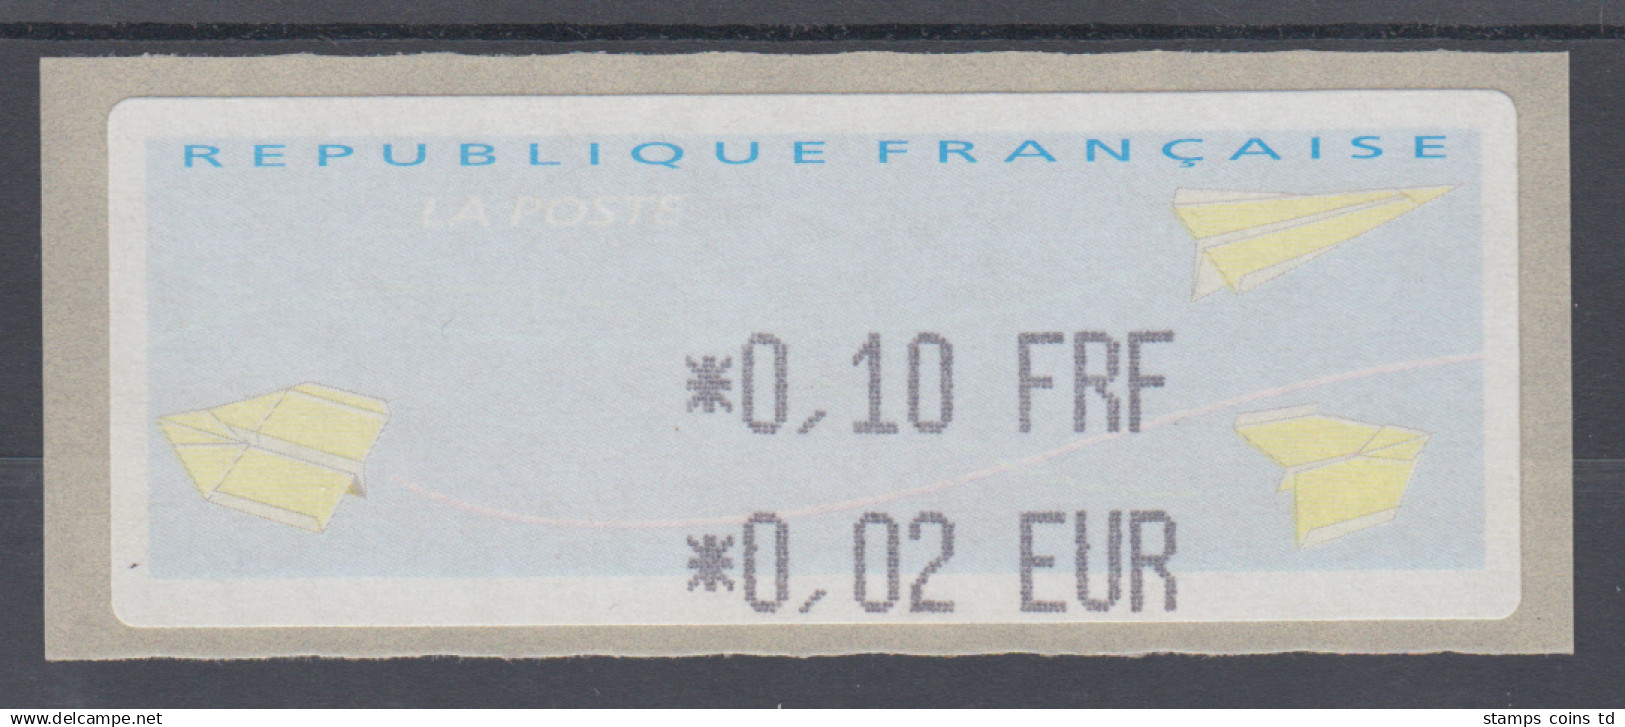 REPUBLIQUE FRANÇAISE
LA POSTE
*0,10 FRF
*0,02 EUR
www.delcampe.net
stamps coins td